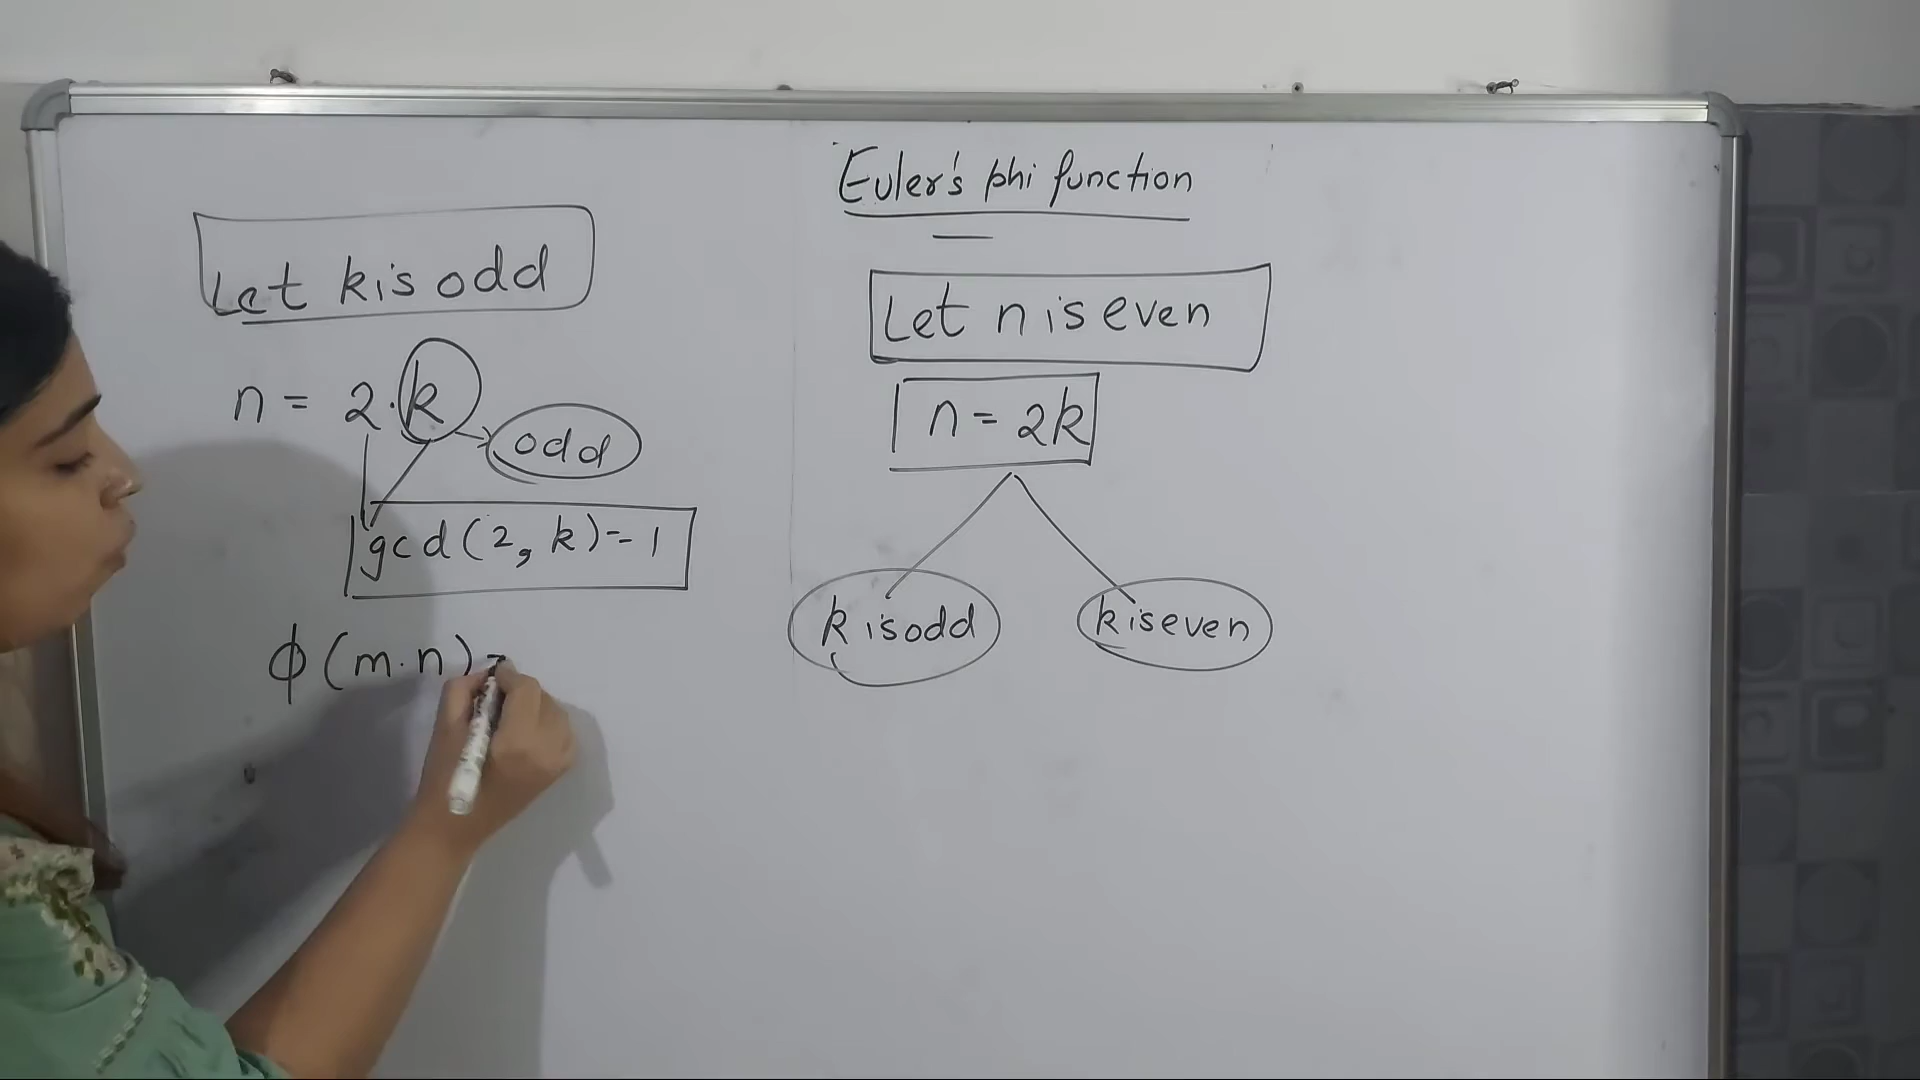 Euler's phi function
Let k is odd
n = 2.k
odd
gcd(2, k) = 1
ϕ(m.n) =
Let n is even
n = 2k
k is odd
k is even